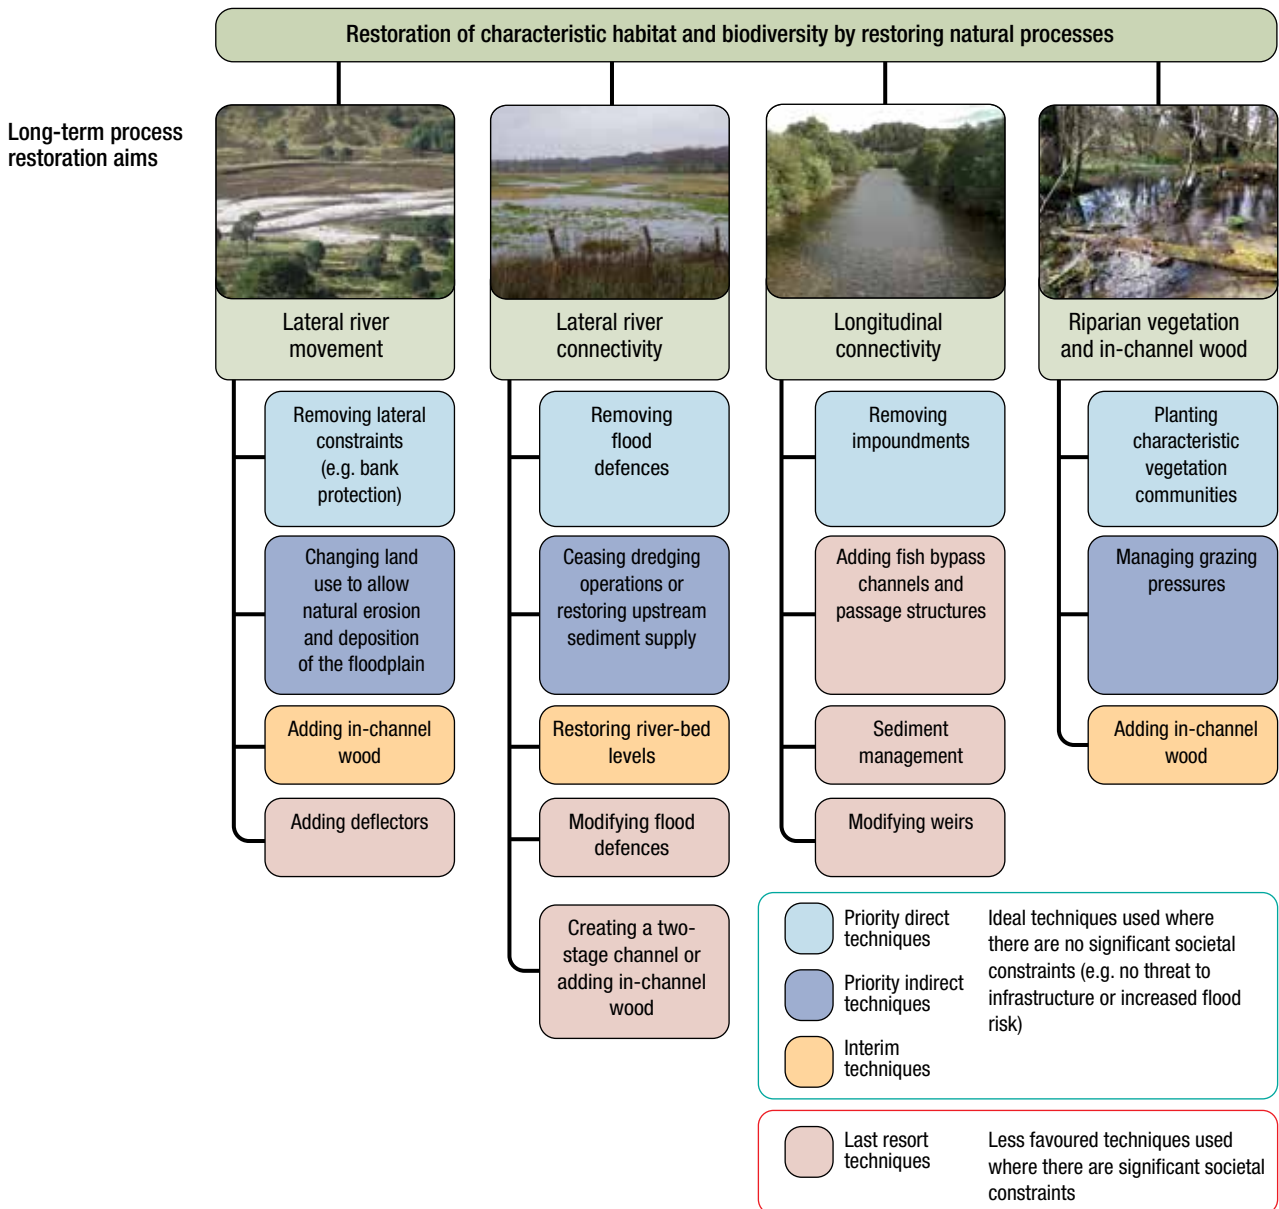 Restoration of characteristic habitat and biodiversity by restoring natural processes
Long-term process
restoration aims
Lateral river
movement
Removing lateral
constraints
(e.g. bank
protection)
Changing land
use to allow
natural erosion
and deposition
of the floodplain
Adding in-channel
wood
Adding deflectors
Lateral river
connectivity
Removing
flood
defences
Ceasing dredging
operations or
restoring upstream
sediment supply
Restoring river-bed
levels
Modifying flood
defences
Creating a two-
stage channel or
adding in-channel
wood
Longitudinal
connectivity
Removing
impoundments
Adding fish bypass
channels and
passage structures
Sediment
management
Modifying weirs
Riparian vegetation
and in-channel wood
Planting
characteristic
vegetation
communities
Managing grazing
pressures
Adding in-channel
wood
Priority direct
techniques
Priority indirect
techniques
Interim
techniques
Ideal techniques used where
there are no significant societal
constraints (e.g. no threat to
infrastructure or increased flood
risk)
Last resort
techniques
Less favoured techniques used
where there are significant societal
constraints